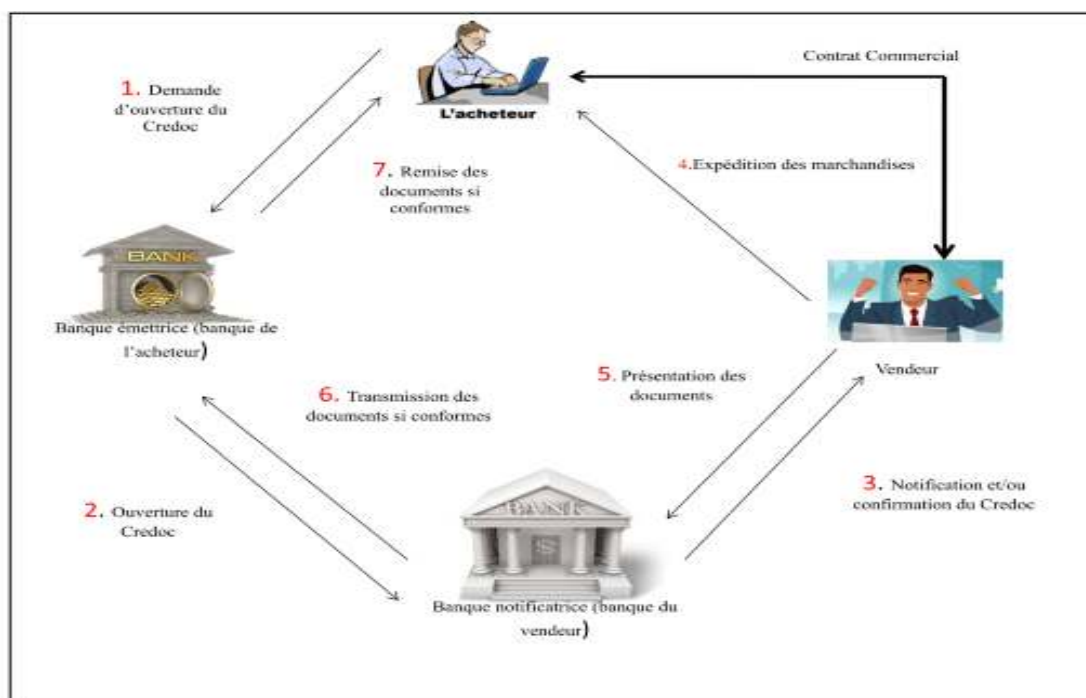 Contrat Commercial
1. Demande
d'ouverture du
Credoc
L'acheteur
7. Remise des
documents si
conformes
4.Expédition des marchandises
BANK
Banque émettrice (banque de
l'acheteur)
Vendeur
5. Présentation des
documents
6. Transmission des
documents si conformes
3. Notification et/ou
confirmation du Credoc
2. Ouverture du
Credoc
BANK
$
Banque notificatrice (banque du
vendeur)